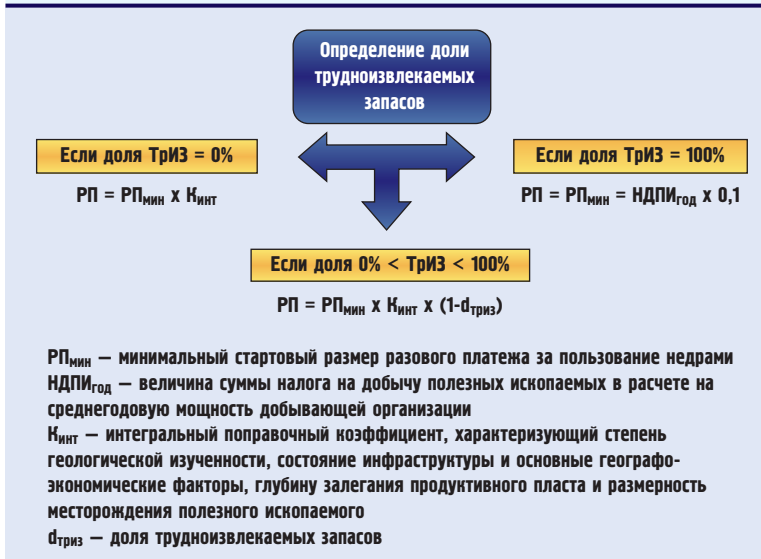 Определение доли
трудноизвлекаемых
запасов
Если доля ТрИЗ = 0%
РП = РПмин х Кинт
Если доля ТрИЗ = 100%
РП = РПмин = НДПИгод х 0,1
Если доля 0% < ТрИЗ < 100%
РП = РПмин х Кинт х (1-dтриз)
РПмин — минимальный стартовый размер разового платежа за пользование недрами
НДПИгод — величина суммы налога на добычу полезных ископаемых в расчете на
среднегодовую мощность добывающей организации
Кинт — интегральный поправочный коэффициент, характеризующий степень
геологической изученности, состояние инфраструктуры и основные географо-
экономические факторы, глубину залегания продуктивного пласта и размерность
месторождения полезного ископаемого
dтриз — доля трудноизвлекаемых запасов